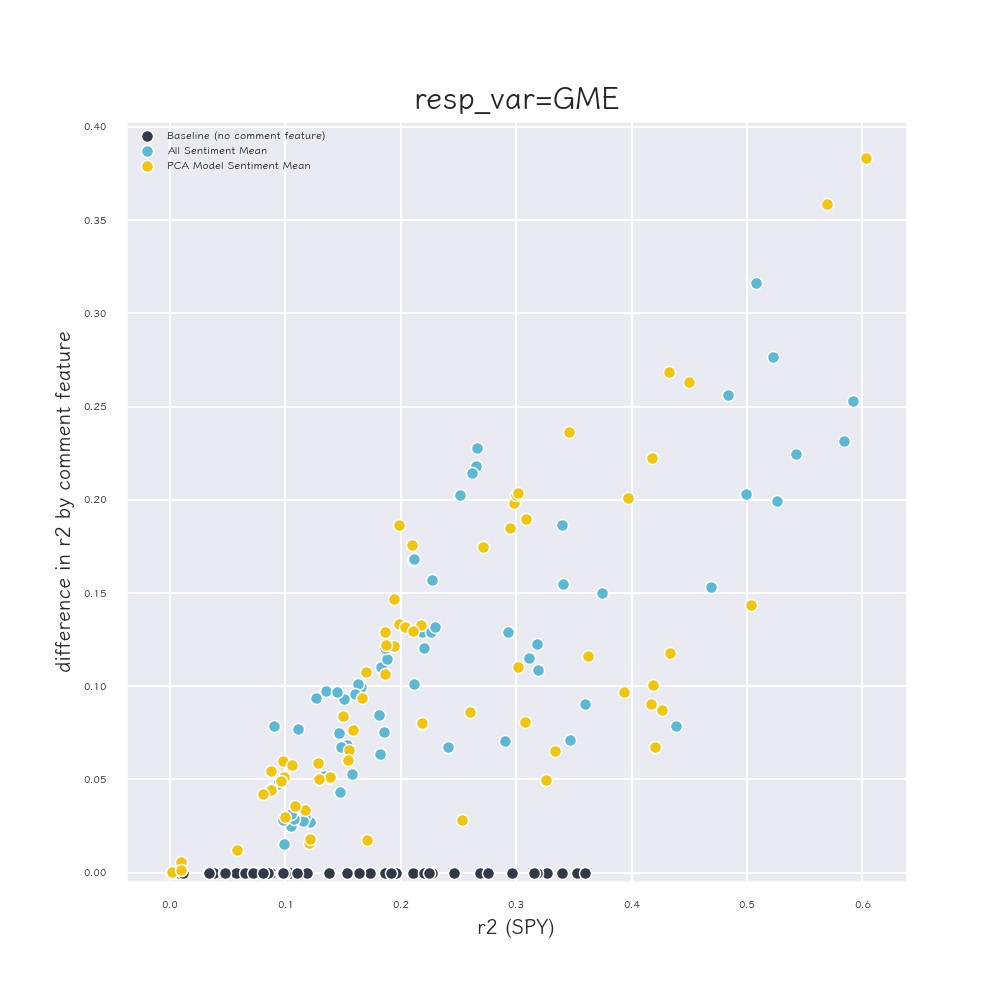 resp_var=GME
Baseline (no comment feature)
All Sentiment Mean
PCA Model Sentiment Mean
difference in r2 by comment feature
0.40
0.35
0.30
0.25
0.20
0.15
0.10
0.05
0.00
0.0 0.1 0.2 0.3 0.4 0.5 0.6
r2 (SPY)